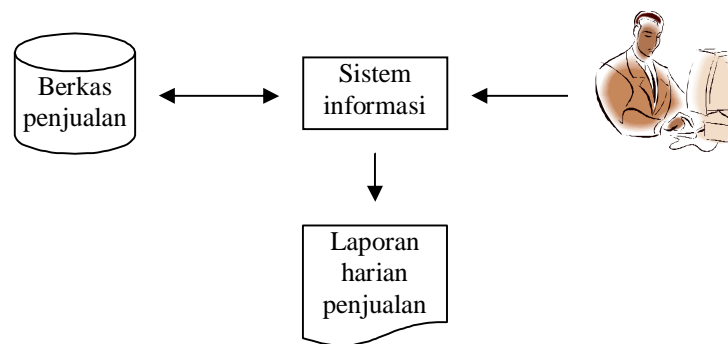 Berkas
penjualan
Sistem
informasi
Laporan
harian
penjualan